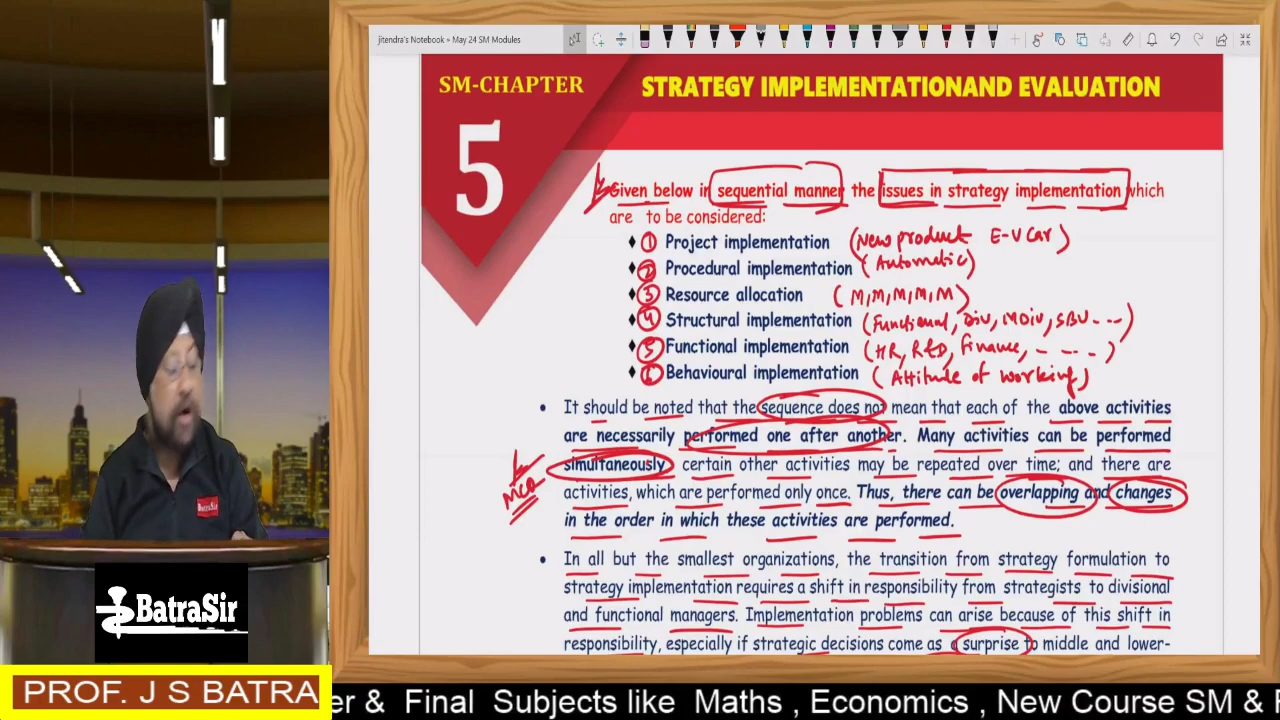 Jitendra's Notebook » May 24 SM Modules
SM-CHAPTER
5
STRATEGY IMPLEMENTATIONAND EVALUATION
Given below in sequential manner the issues in strategy implementation which
are to be considered:
♦ 1 Project implementation (New product E-V Car)
♦ 2 Procedural implementation (Automatic)
♦ 3 Resource allocation (M, M, M, M, M)
♦ 4 Structural implementation (Functional, Div, MDiv, SBU ---)
♦ 5 Functional implementation (HR, R&D, Finance, - - - -)
♦ 6 Behavioural implementation (Attitude of working)
• It should be noted that the sequence does not mean that each of the above activities
are necessarily performed one after another. Many activities can be performed
simultaneously certain other activities may be repeated over time; and there are
MCQ
activities, which are performed only once. Thus, there can be overlapping and changes
in the order in which these activities are performed.
• In all but the smallest organizations, the transition from strategy formulation to
strategy implementation requires a shift in responsibility from strategists to divisional
and functional managers. Implementation problems can arise because of this shift in
responsibility, especially if strategic decisions come as a surprise to middle and lower-
BatraSir
BatraSir
PROF. J S BATRA
er & Final Subjects like Maths , Economics , New Course SM &